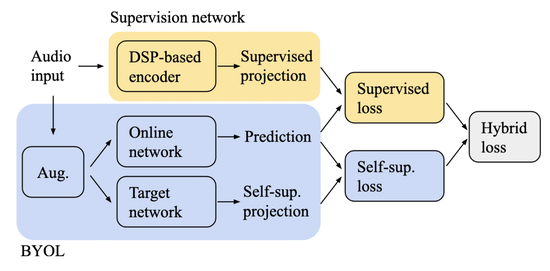 Supervision network
Audio
input
DSP-based
encoder
Supervised
projection
Supervised
loss
Hybrid
loss
Aug.
Online
network
Prediction
Self-sup.
loss
Target
network
Self-sup.
projection
BYOL